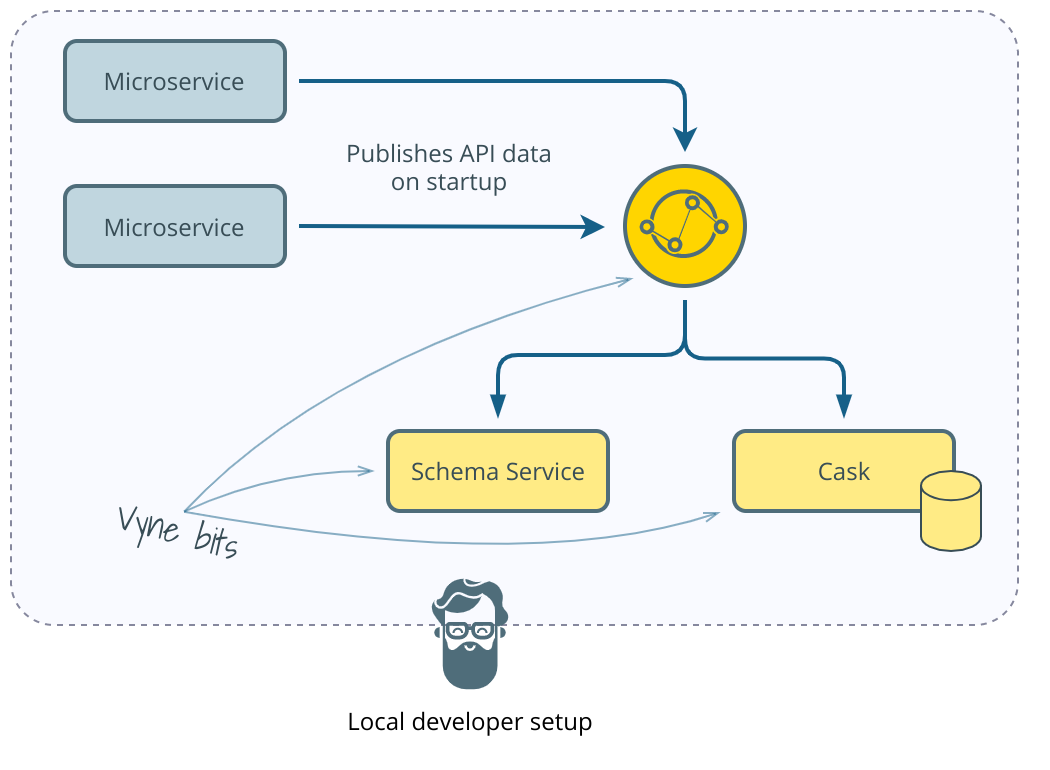 Microservice
Publishes API data
on startup
Microservice
Schema Service
Cask
Vyne bits
Local developer setup